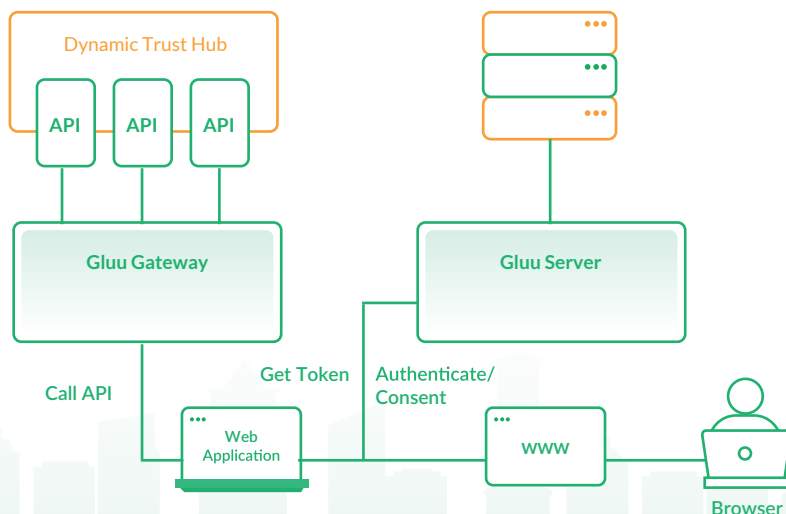 Dynamic Trust Hub
API API API
Gluu Gateway
Gluu Server
Call API
Get Token
Authenticate/
Consent
Web
Application
www
Browser